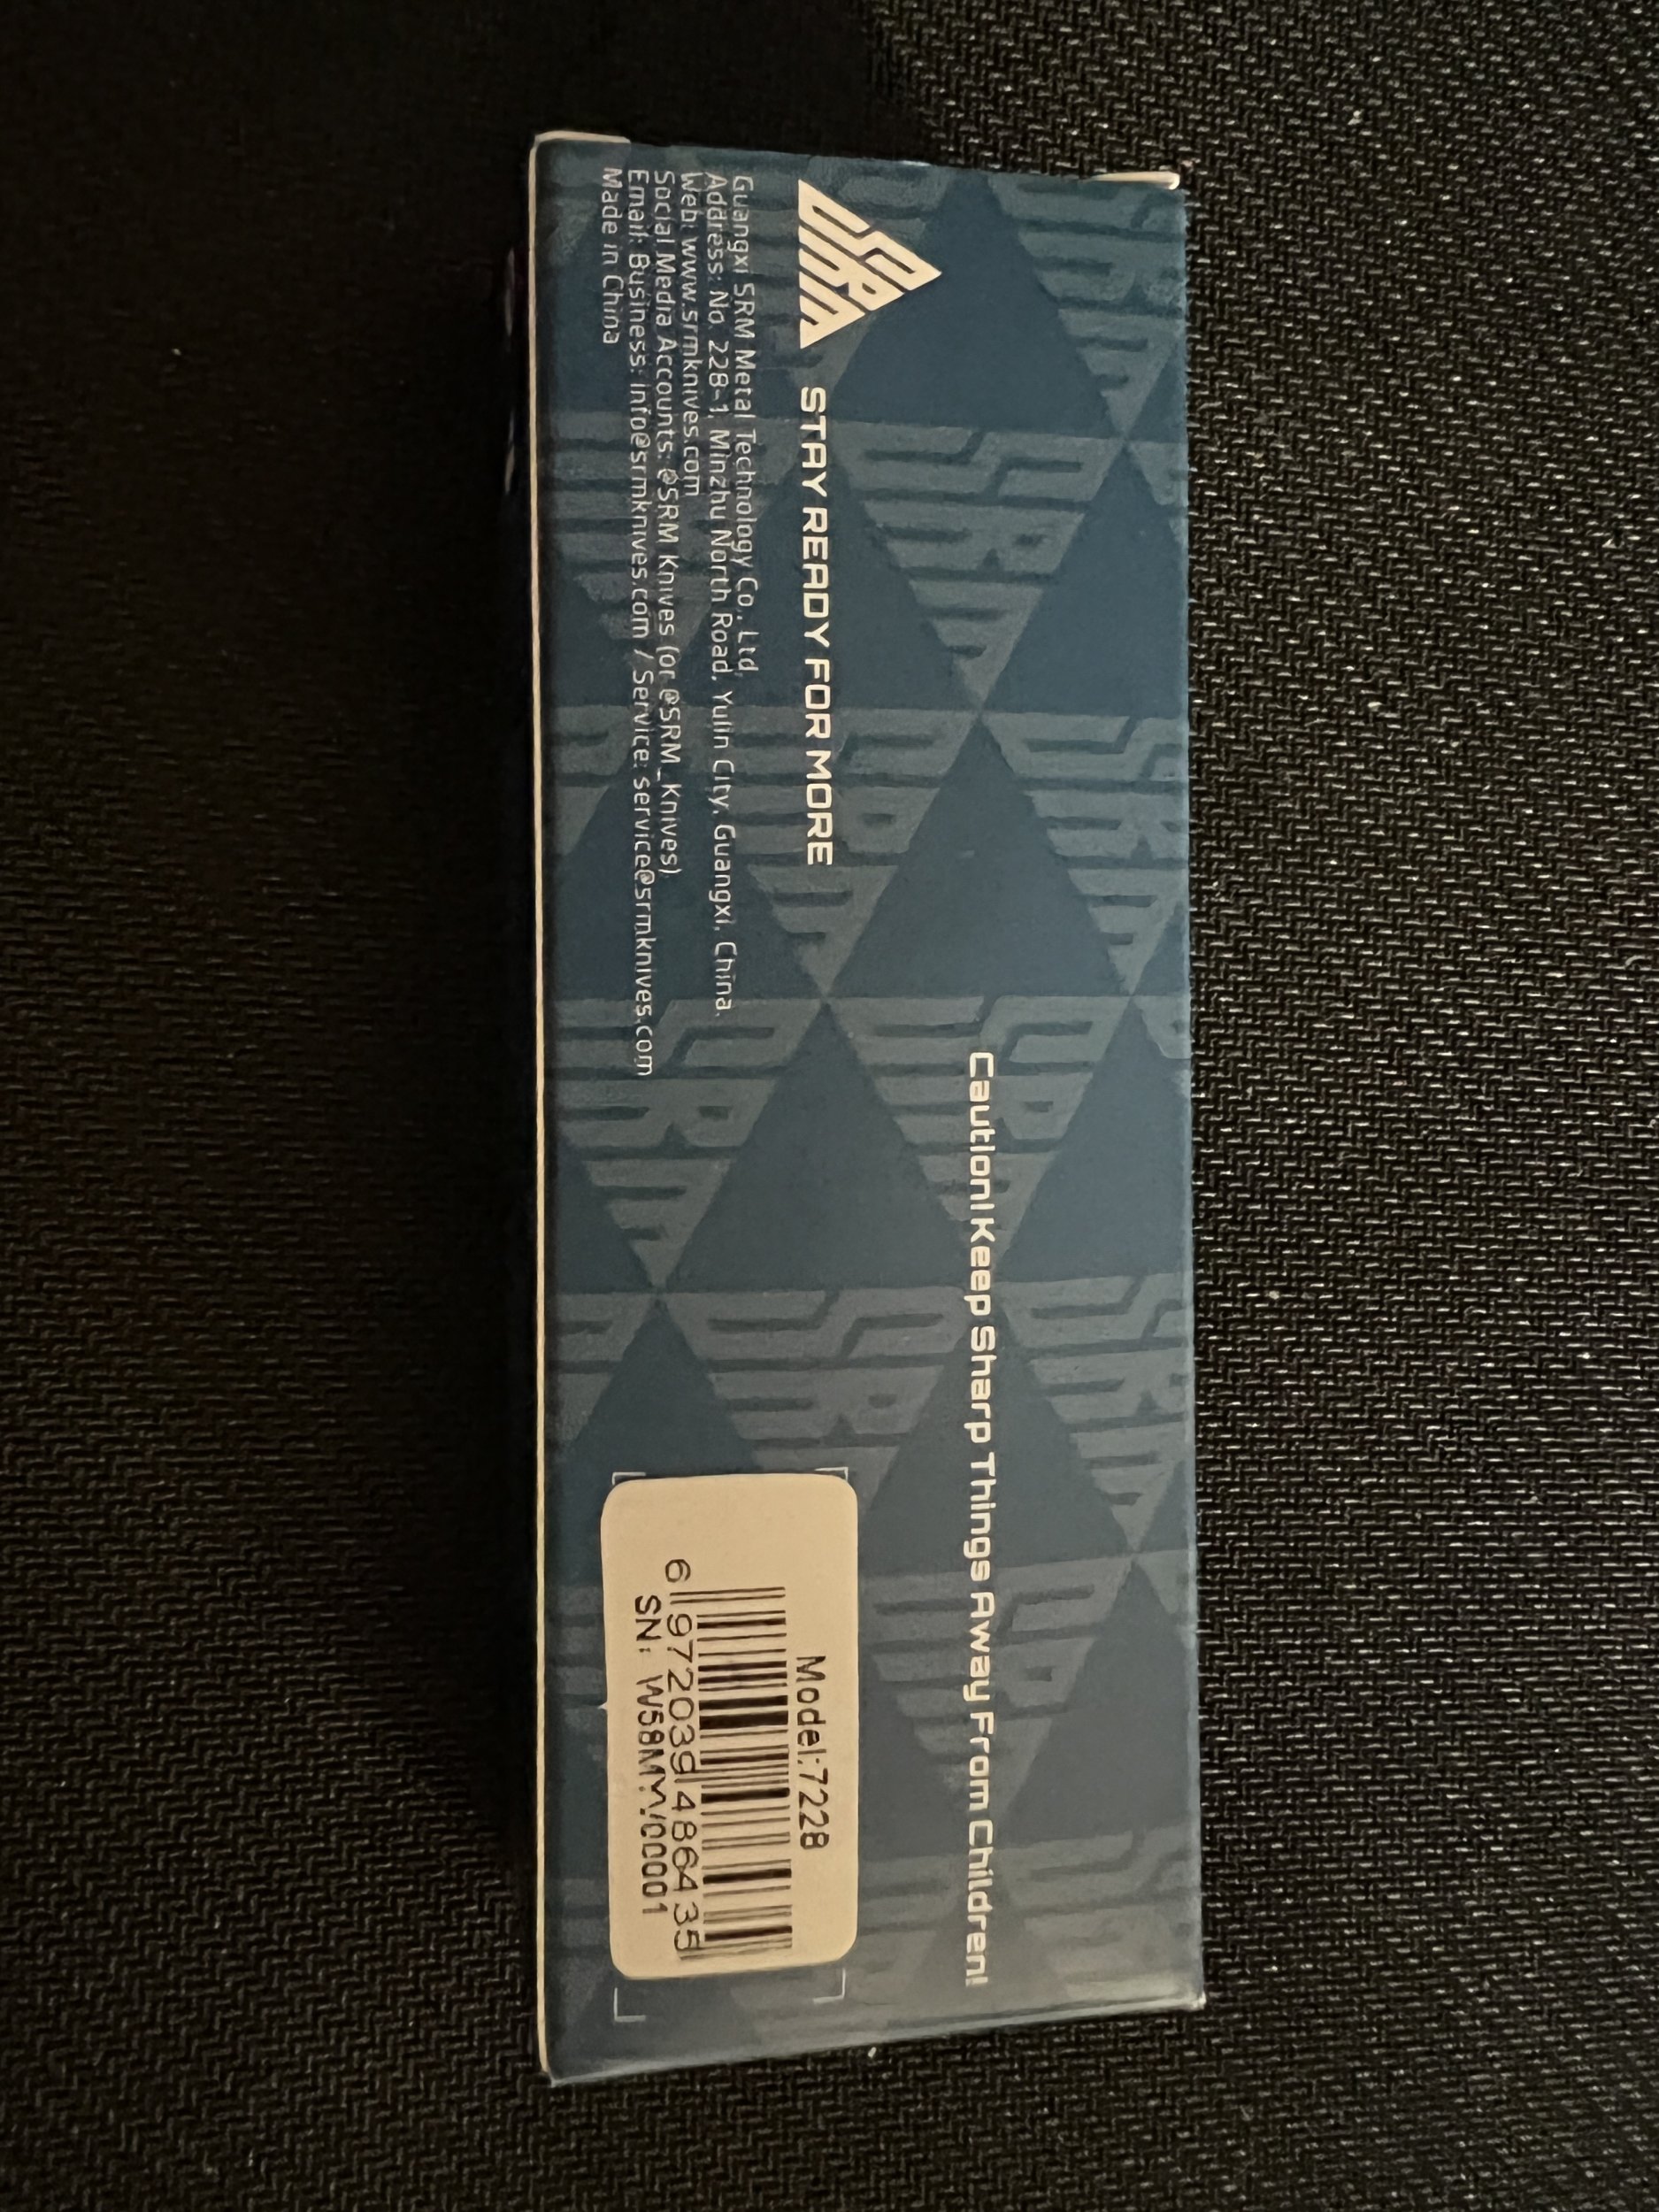 SRM
STAY READY FOR MORE
Guangxi SRM Metal Technology Co., Ltd.
Address: No. 228-1, Minzhu North Road, Yulin City, Guangxi, China.
Web: www.srmknives.com
Social Media Accounts: @SRM Knives (or @SRM_Knives)
Email: Business: info@srmknives.com / Service: service@srmknives.com
Made in China
Caution! Keep Sharp Things Away From Children!
Model:7228
6 972039 486435
SN: